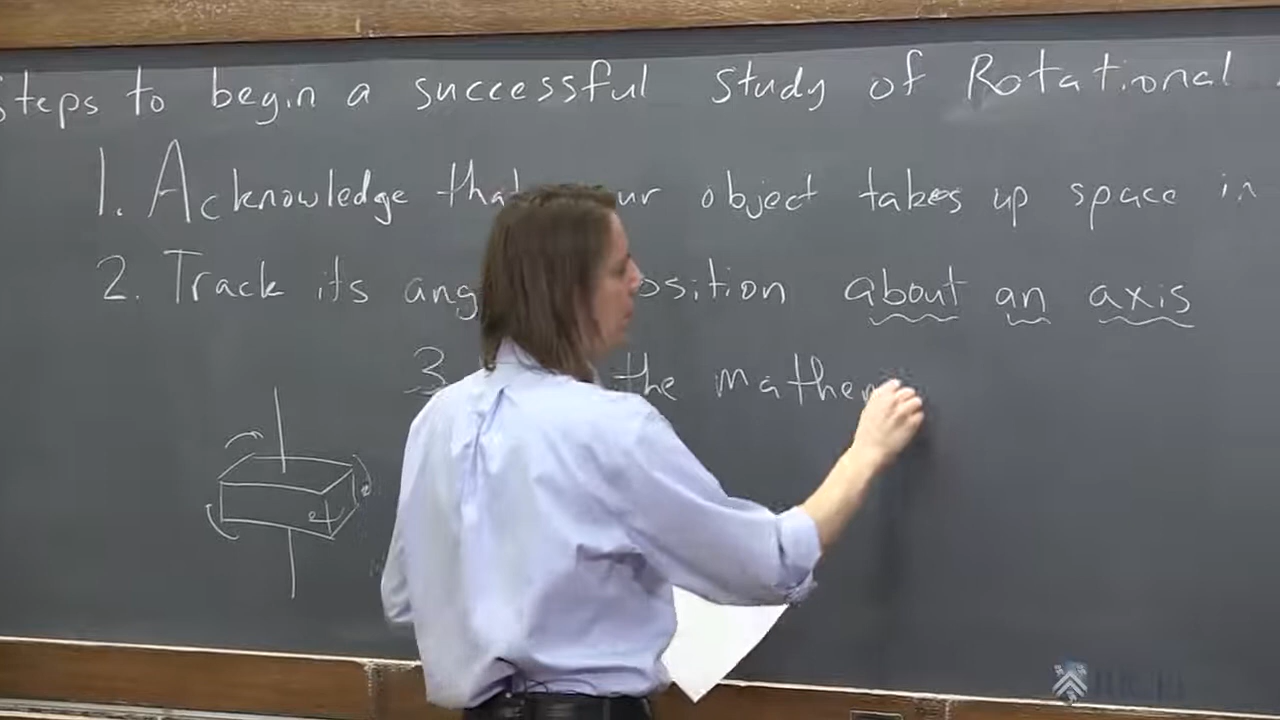 Steps to begin a successful study of Rotational
1. Acknowledge that our object takes up space in
2. Track its ang osition about an axis
3. the mathe